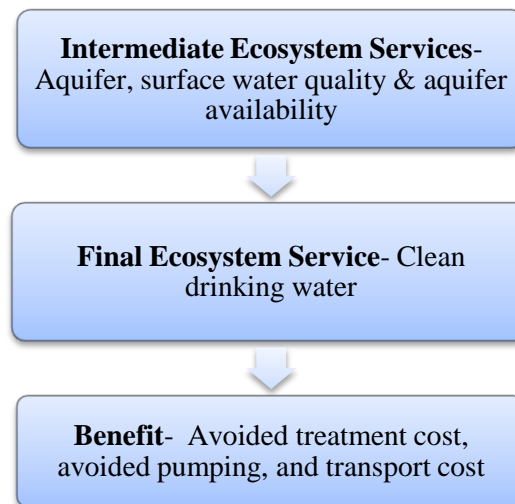 Intermediate Ecosystem Services-
Aquifer, surface water quality & aquifer
availability
Final Ecosystem Service- Clean
drinking water
Benefit-  Avoided treatment cost,
avoided pumping, and transport cost